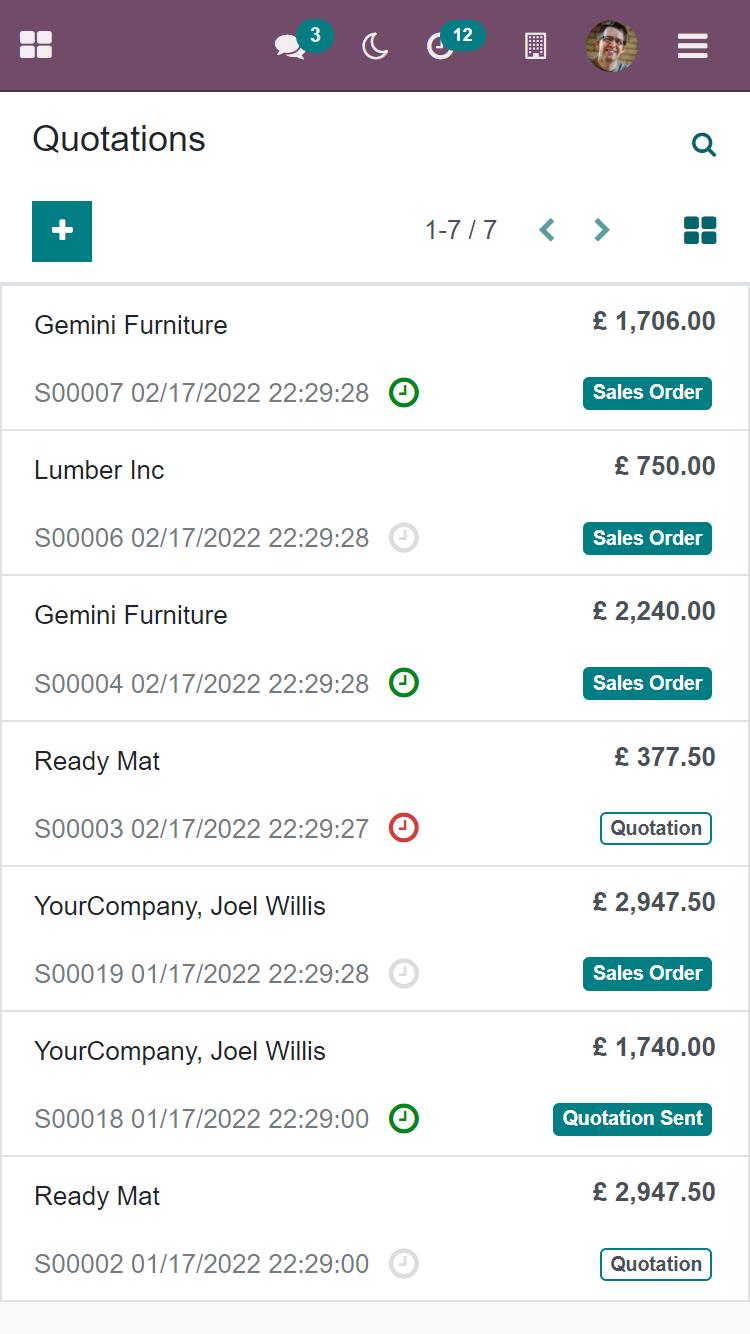 3
12
Quotations
1-7 / 7
Gemini Furniture £ 1,706.00
S00007 02/17/2022 22:29:28 Sales Order
Lumber Inc £ 750.00
S00006 02/17/2022 22:29:28 Sales Order
Gemini Furniture £ 2,240.00
S00004 02/17/2022 22:29:28 Sales Order
Ready Mat £ 377.50
S00003 02/17/2022 22:29:27 Quotation
YourCompany, Joel Willis £ 2,947.50
S00019 01/17/2022 22:29:28 Sales Order
YourCompany, Joel Willis £ 1,740.00
S00018 01/17/2022 22:29:00 Quotation Sent
Ready Mat £ 2,947.50
S00002 01/17/2022 22:29:00 Quotation